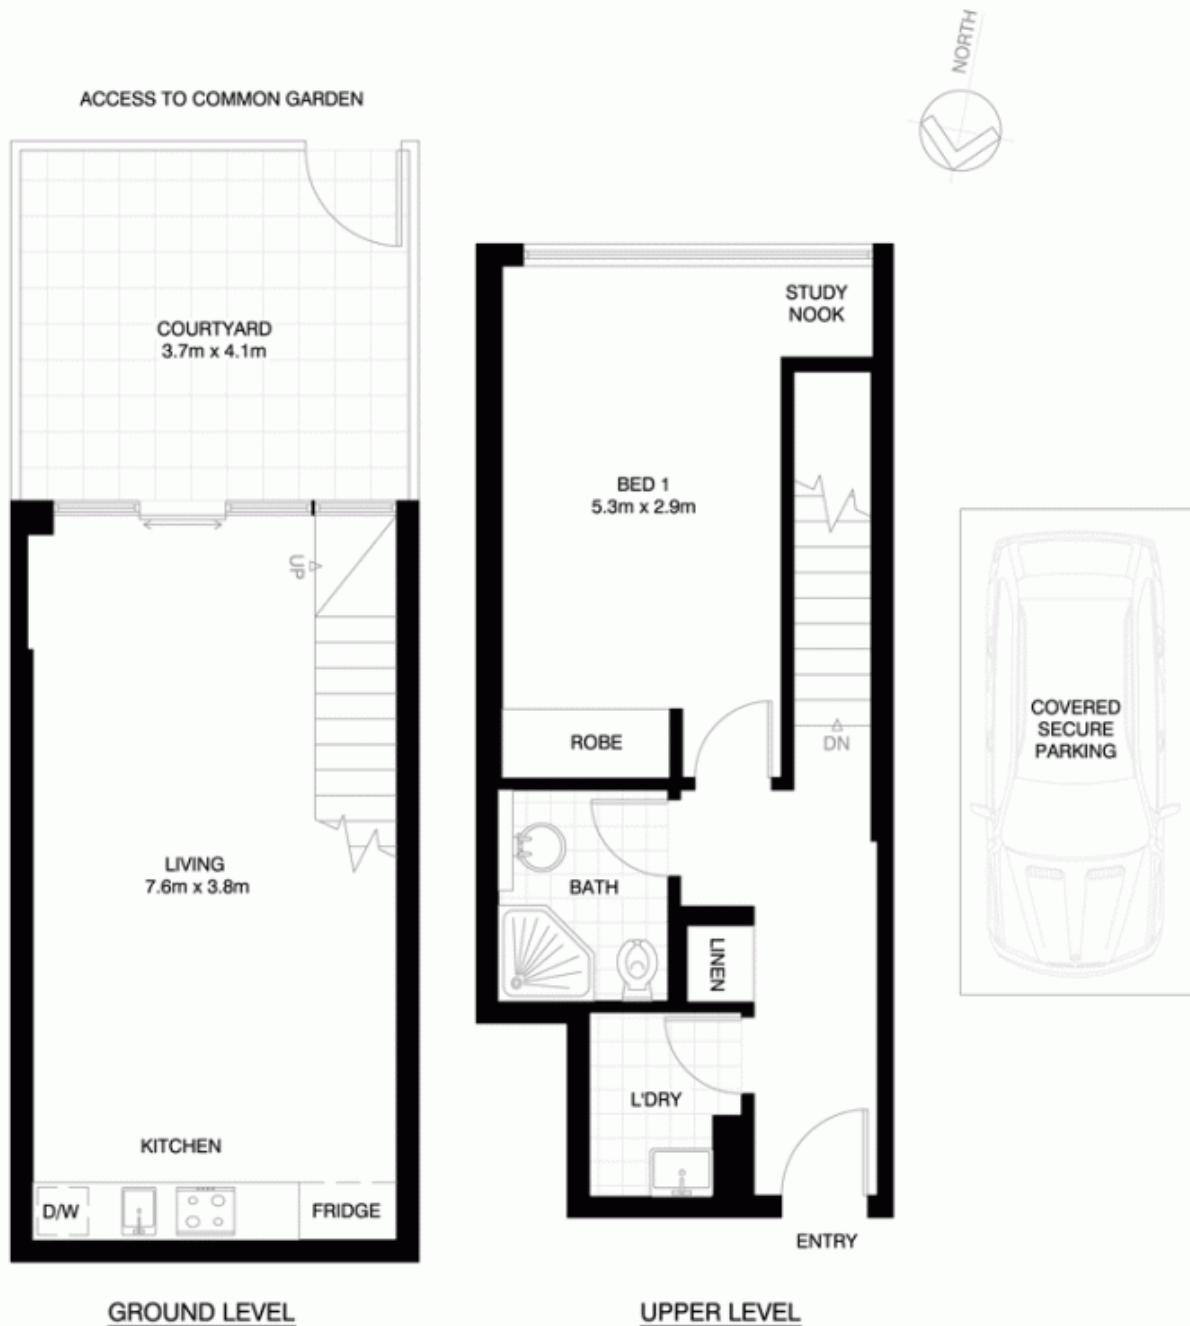 NORTH
ACCESS TO COMMON GARDEN
COURTYARD
3.7m x 4.1m
UP
LIVING
7.6m x 3.8m
KITCHEN
D/W
FRIDGE
GROUND LEVEL
STUDY
NOOK
BED 1
5.3m x 2.9m
ROBE
DN
BATH
LINEN
L'DRY
ENTRY
UPPER LEVEL
COVERED
SECURE
PARKING